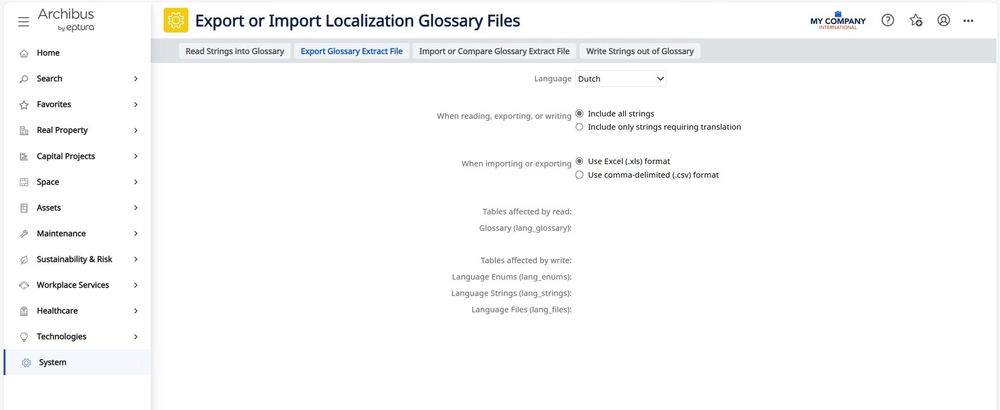 Archibus
by eptura
Export or Import Localization Glossary Files
MY COMPANY
INTERNATIONAL
Read Strings into Glossary
Export Glossary Extract File
Import or Compare Glossary Extract File
Write Strings out of Glossary
Home
Search
Favorites
Real Property
Capital Projects
Space
Assets
Maintenance
Sustainability & Risk
Workplace Services
Healthcare
Technologies
System
Language Dutch
When reading, exporting, or writing Include all strings
Include only strings requiring translation
When importing or exporting Use Excel (.xls) format
Use comma-delimited (.csv) format
Tables affected by read:
Glossary (lang_glossary):
Tables affected by write:
Language Enums (lang_enums):
Language Strings (lang_strings):
Language Files (lang_files):